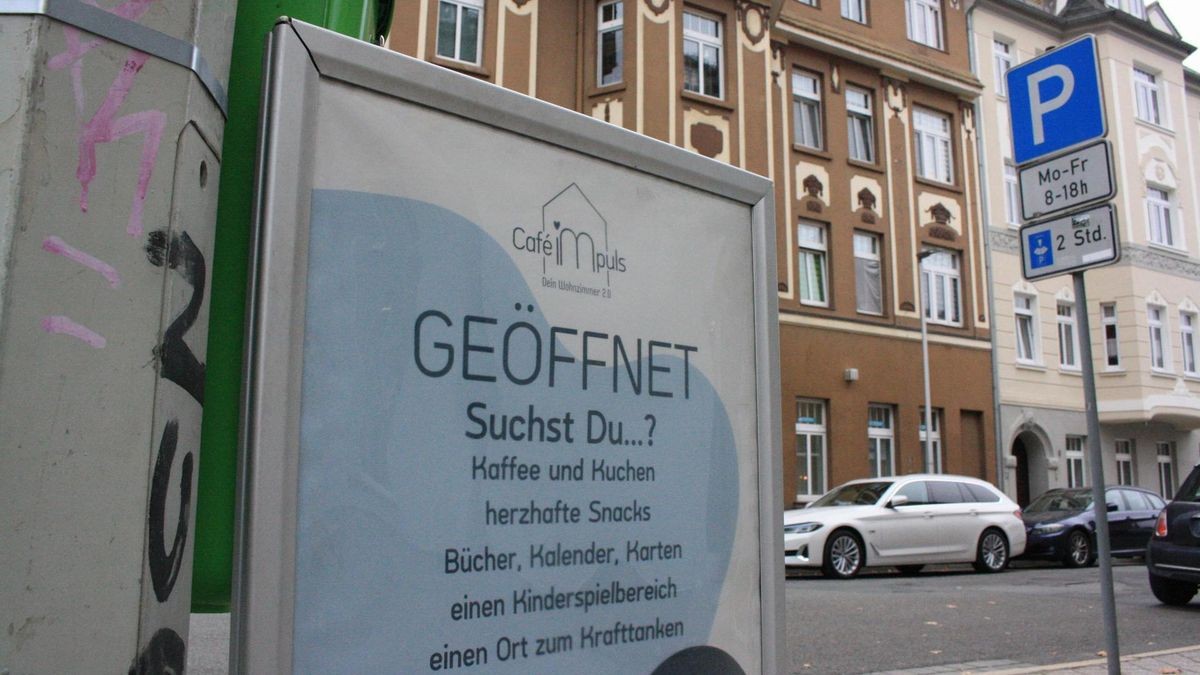 Café iMpuls
Dein Wohnzimmer 2.0
GEÖFFNET
Suchst Du...?
Kaffee und Kuchen
herzhafte Snacks
Bücher, Kalender, Karten
einen Kinderspielbereich
einen Ort zum Krafttanken
P
Mo-Fr
8-18h
P 2 Std.